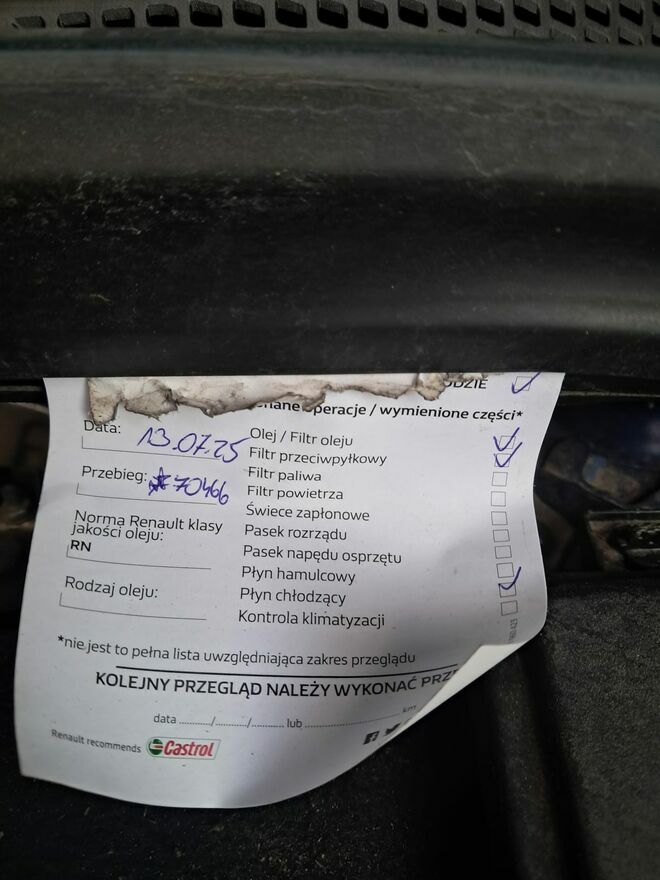 ODZIE
operacje / wymienione części*
Data: 13.07.25
Przebieg: 70466
Norma Renault klasy
jakości oleju:
RN
Rodzaj oleju:
Olej / Filtr oleju
Filtr przeciwpyłkowy
Filtr paliwa
Filtr powietrza
Świece zapłonowe
Pasek rozrządu
Pasek napędu osprzętu
Płyn hamulcowy
Płyn chłodzący
Kontrola klimatyzacji
*nie jest to pełna lista uwzględniająca zakres przeglądu
KOLEJNY PRZEGLĄD NALEŻY WYKONAĆ PRZ
data ........../........../.......... lub .............................. km
Renault recommends Castrol